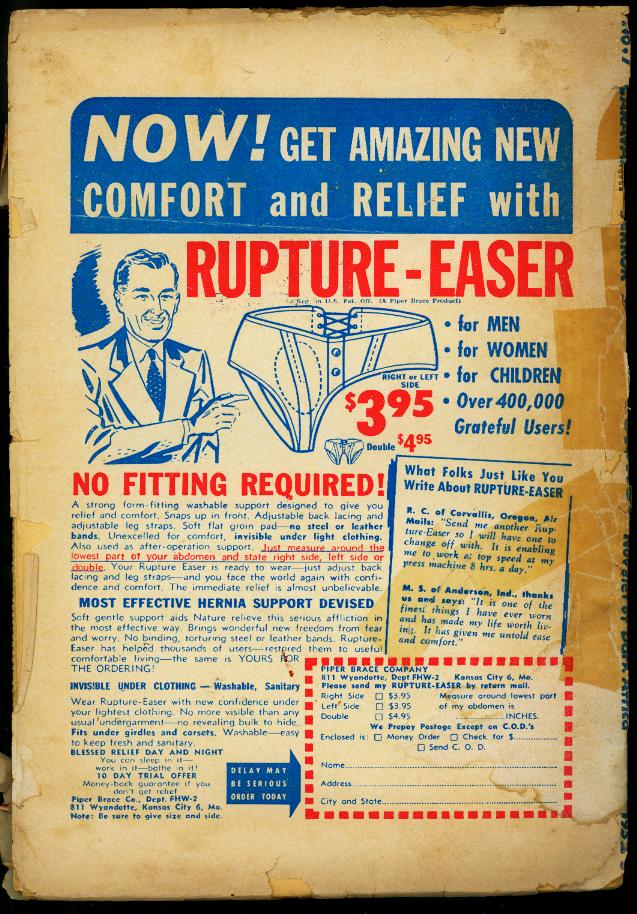 NOW! GET AMAZING NEW
COMFORT and RELIEF with
RUPTURE-EASER
Reg. in U.S. Pat. Off. (A Piper Brace Product)
• for MEN
• for WOMEN
• for CHILDREN
• Over 400,000
Grateful Users!
RIGHT or LEFT
SIDE
$3.95
Double $4.95
NO FITTING REQUIRED!
A strong form-fitting washable support designed to give you
relief and comfort. Snaps up in front. Adjustable back lacing and
adjustable leg straps. Soft flat groin pad—no steel or leather
bands. Unexcelled for comfort, invisible under light clothing.
Also used as after-operation support. Just measure around the
lowest part of your abdomen and state right side, left side or
double. Your Rupture Easer is ready to wear—just adjust back
lacing and leg straps—and you face the world again with confi-
dence and comfort. The immediate relief is almost unbelievable.
MOST EFFECTIVE HERNIA SUPPORT DEVISED
Soft gentle support aids Nature relieve this serious affliction in
the most effective way. Brings wonderful new freedom from fear
and worry. No binding, torturing steel or leather bands. Rupture-
Easer has helped thousands of users—restored them to useful
comfortable living—the same is YOURS FOR
THE ORDERING!
INVISIBLE UNDER CLOTHING — Washable, Sanitary
Wear Rupture-Easer with new confidence under
your lightest clothing. No more visible than any
usual undergarment—no revealing bulk to hide.
Fits under girdles and corsets. Washable—easy
to keep fresh and sanitary.
BLESSED RELIEF DAY AND NIGHT
You can sleep in it—
work in it—bathe in it!
10 DAY TRIAL OFFER
Money-back guarantee if you
don't get relief
Piper Brace Co., Dept. FHW-2
811 Wyandotte, Kansas City 6, Mo.
Note: Be sure to give size and side.
DELAY MAY
BE SERIOUS
ORDER TODAY
What Folks Just Like You
Write About RUPTURE-EASER
R. C. of Corvallis, Oregon, Air
Mails: "Send me another Rup-
ture-Easer so I will have one to
change off with. It is enabling
me to work at top speed at my
press machine 8 hrs. a day."
M. S. of Anderson, Ind., thanks
us and says: "It is one of the
finest things I have ever worn
and has made my life worth liv-
ing. It has given me untold ease
and comfort."
PIPER BRACE COMPANY
811 Wyandotte, Dept FHW-2 Kansas City 6, Mo.
Please send my RUPTURE-EASER by return mail.
Right Side □ $3.95 Measure around lowest part
Left Side □ $3.95 of my abdomen is
Double □ $4.95 ............INCHES.
We Prepay Postage Except on C.O.D.'s
Enclosed is: □ Money Order □ Check for $
□ Send C. O. D.
Name
Address
City and State